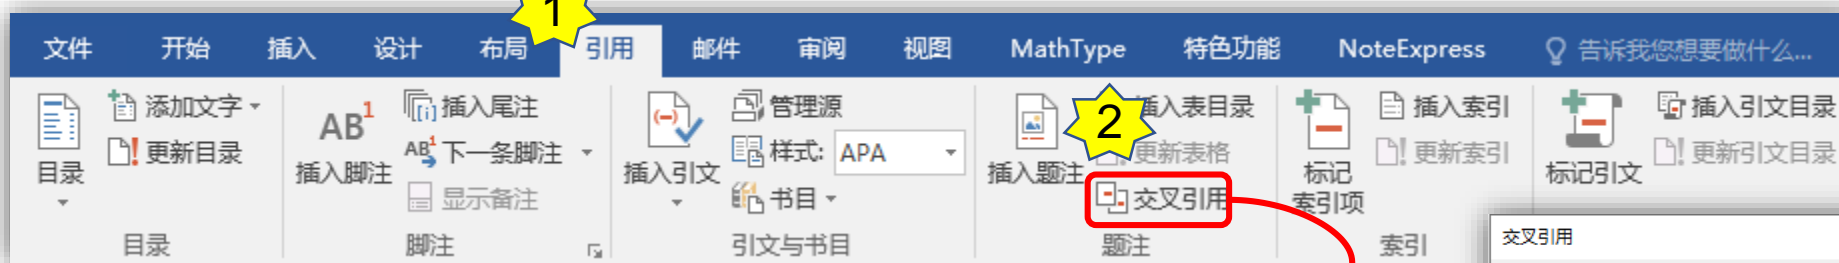 1
文件 开始 插入 设计 布局 引用 邮件 审阅 视图 MathType 特色功能 NoteExpress 告诉我您想要做什么...
目录
添加文字
更新目录
目录
AB1
插入脚注
插入尾注
下一条脚注
显示备注
脚注
插入引文
管理源
样式: APA
书目
引文与书目
插入题注
2
插入表目录
更新表格
交叉引用
题注
标记
索引项
插入索引
更新索引
索引
标记引文
插入引文目录
更新引文目录
交叉引用